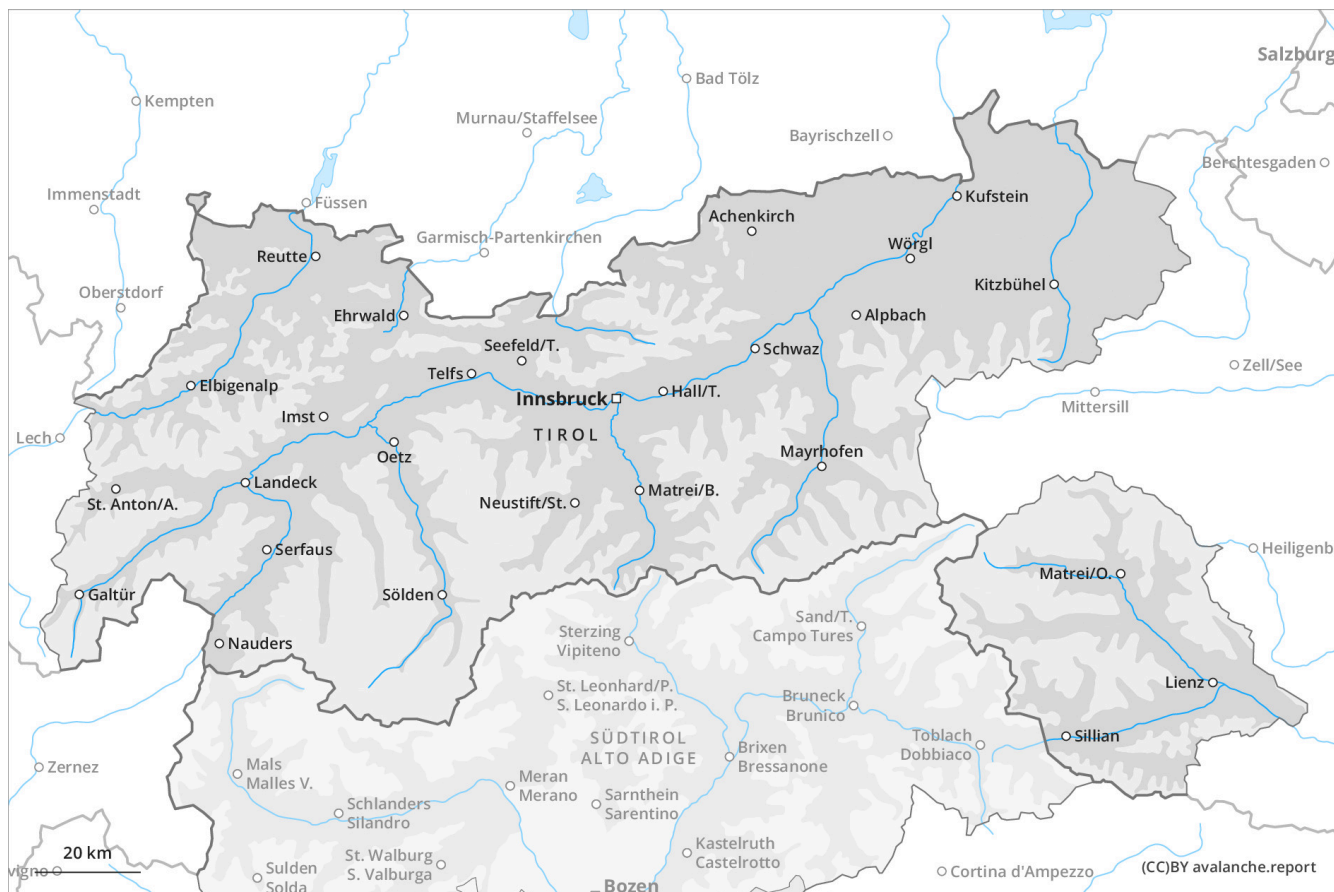 Salzburg
Bad Tölz
Kempten
Murnau/Staffelsee
Bayrischzell
Berchtesgaden
Immenstadt
Füssen
Kufstein
Achenkirch
Garmisch-Partenkirchen
Wörgl
Reutte
Kitzbühel
Oberstdorf
Ehrwald
Alpbach
Seefeld/T.
Schwaz
Zell/See
Telfs
Elbigenalp
Hall/T.
Innsbruck
Mittersill
Imst
Lech
TIROL
Oetz
Mayrhofen
Landeck
St. Anton/A.
Neustift/St.
Matrei/B.
Serfaus
Heiligenb
Matrei/O.
Galtür
Sölden
Sand/T.
Campo Tures
Sterzing
Vipiteno
Nauders
Lienz
St. Leonhard/P.
S. Leonardo i. P.
Bruneck
Brunico
Sillian
SÜDTIROL
ALTO ADIGE
Toblach
Dobbiaco
Brixen
Bressanone
Zernez
Mals
Malles V.
Meran
Merano
Sarnthein
Sarentino
Schlanders
Silandro
Kastelruth
Castelrotto
20 km
St. Walburg
S. Valburga
vigno
Sulden
Solda
Cortina d'Ampezzo
(CC)BY avalanche.report
Bozen